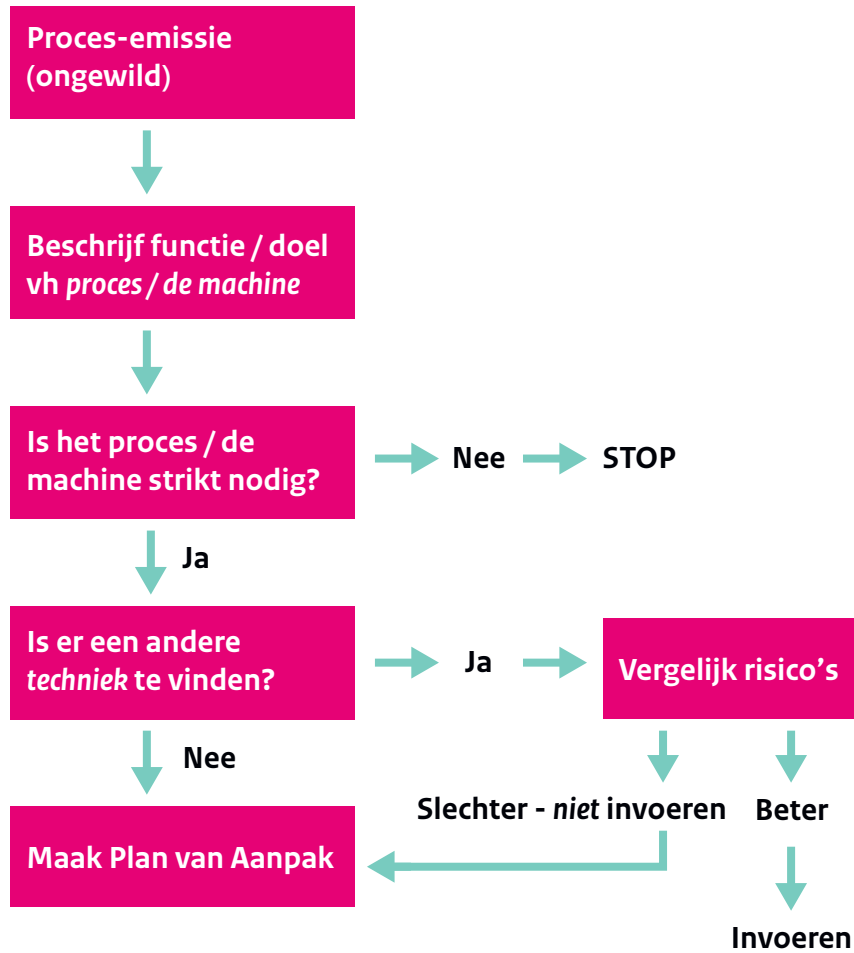 Proces-emissie
(ongewild)
Beschrijf functie / doel
vh proces / de machine
Is het proces / de
machine strikt nodig?
Nee
STOP
Ja
Is er een andere
techniek te vinden?
Ja
Vergelijk risico's
Nee
Slechter - niet invoeren
Beter
Maak Plan van Aanpak
Invoeren